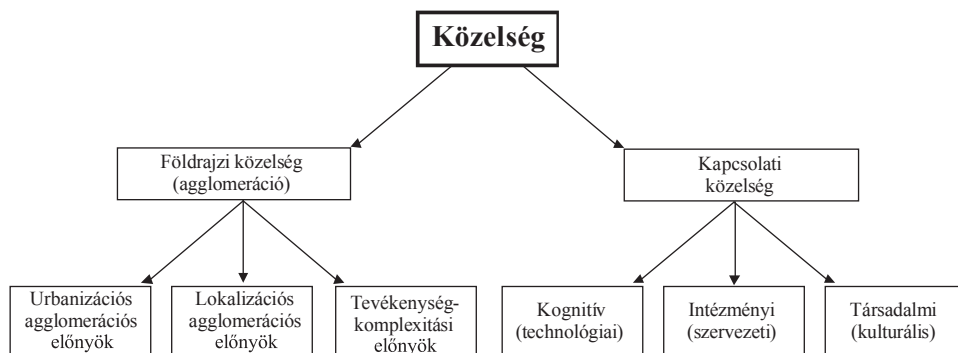 Közelség
Földrajzi közelség
(agglomeráció)
Kapcsolati
közelség
Urbanizációs
agglomerációs
előnyök
Lokalizációs
agglomerációs
előnyök
Tevékenység-
komplexitási
előnyök
Kognitív
(technológiai)
Intézményi
(szervezeti)
Társadalmi
(kulturális)